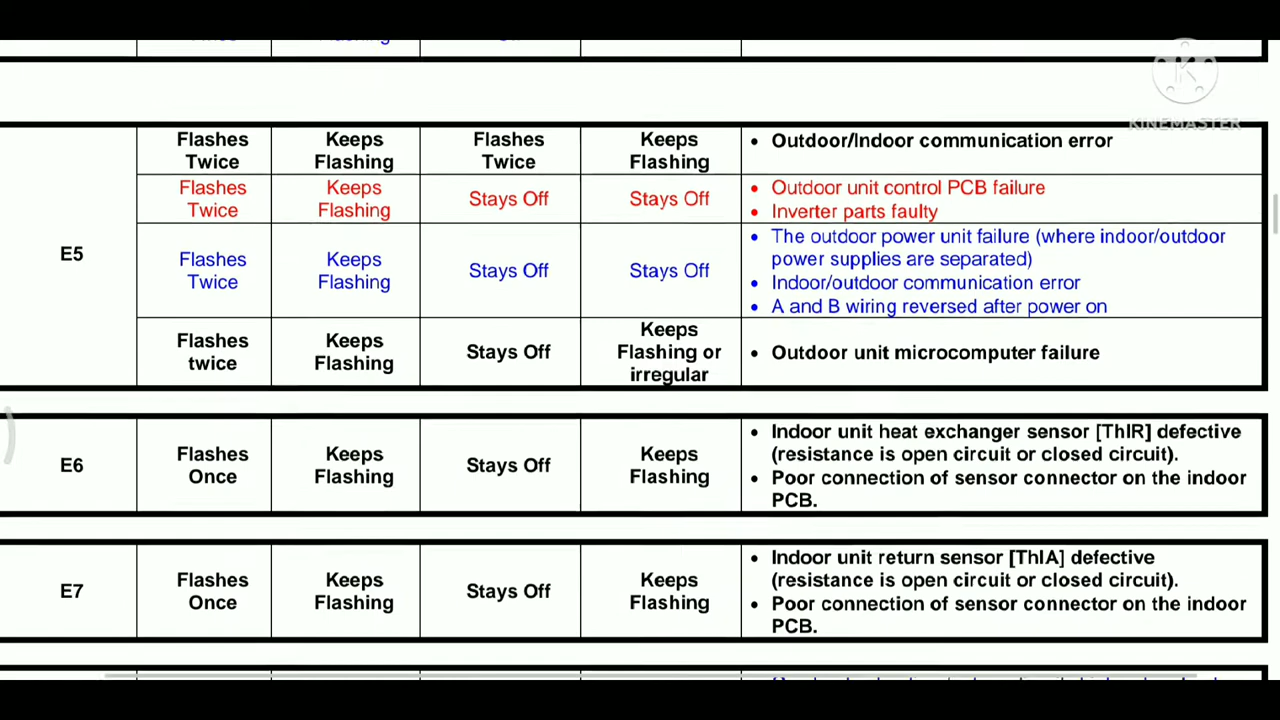 KINEMASTER
Flashes Twice Keeps Flashing Flashes Twice Keeps Flashing • Outdoor/Indoor communication error
Flashes Twice Keeps Flashing Stays Off Stays Off • Outdoor unit control PCB failure
• Inverter parts faulty
E5
Flashes Twice Keeps Flashing Stays Off Stays Off • The outdoor power unit failure (where indoor/outdoor
power supplies are separated)
• Indoor/outdoor communication error
• A and B wiring reversed after power on
Flashes twice Keeps Flashing Stays Off Keeps Flashing or irregular • Outdoor unit microcomputer failure
E6 Flashes Once Keeps Flashing Stays Off Keeps Flashing • Indoor unit heat exchanger sensor [ThIR] defective
(resistance is open circuit or closed circuit).
• Poor connection of sensor connector on the indoor
PCB.
E7 Flashes Once Keeps Flashing Stays Off Keeps Flashing • Indoor unit return sensor [ThIA] defective
(resistance is open circuit or closed circuit).
• Poor connection of sensor connector on the indoor
PCB.